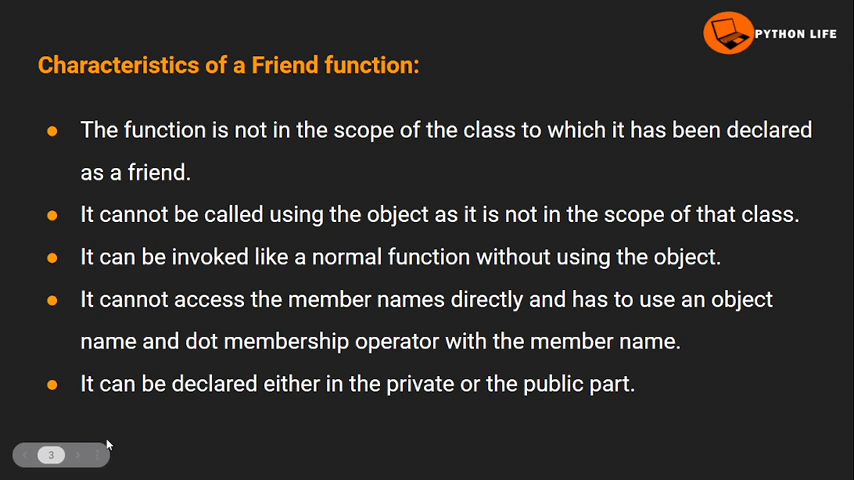 PYTHON LIFE
Characteristics of a Friend function:
● The function is not in the scope of the class to which it has been declared
as a friend.
● It cannot be called using the object as it is not in the scope of that class.
● It can be invoked like a normal function without using the object.
● It cannot access the member names directly and has to use an object
name and dot membership operator with the member name.
● It can be declared either in the private or the public part.
3